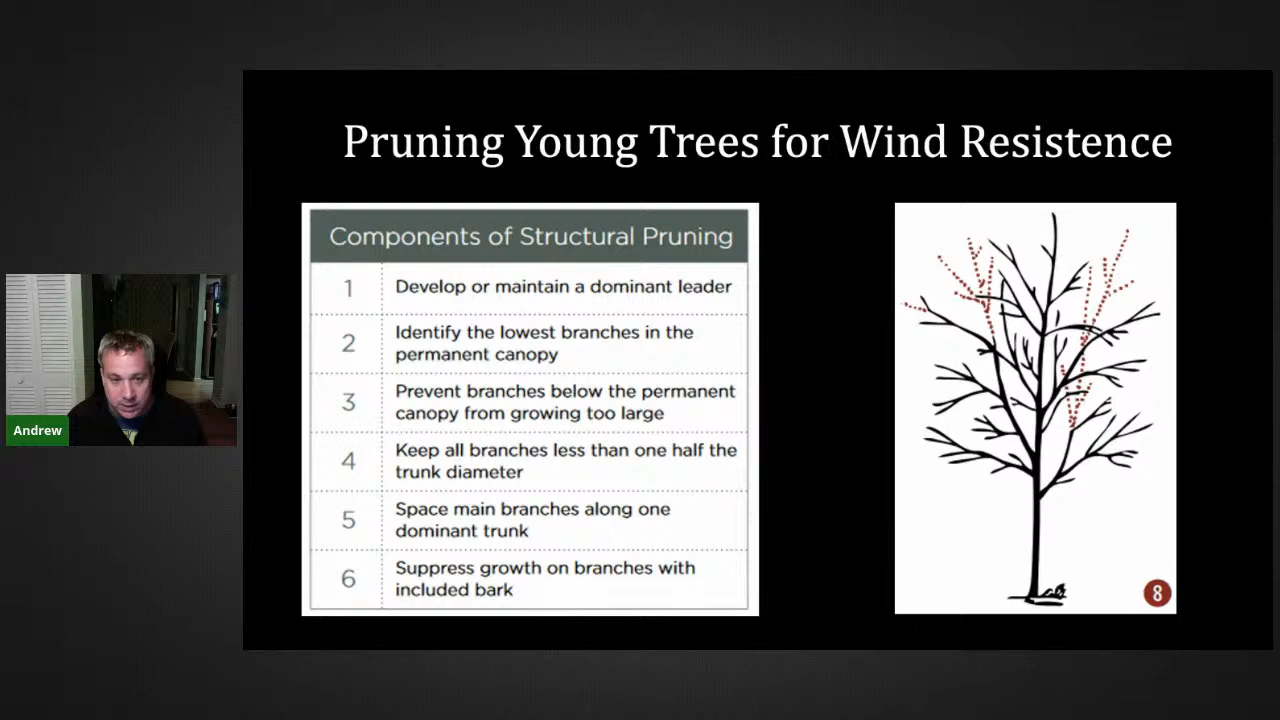 Pruning Young Trees for Wind Resistence
Components of Structural Pruning
1
Develop or maintain a dominant leader
2
Identify the lowest branches in the
permanent canopy
3
Prevent branches below the permanent
canopy from growing too large
4
Keep all branches less than one half the
trunk diameter
5
Space main branches along one
dominant trunk
6
Suppress growth on branches with
included bark
8
Andrew